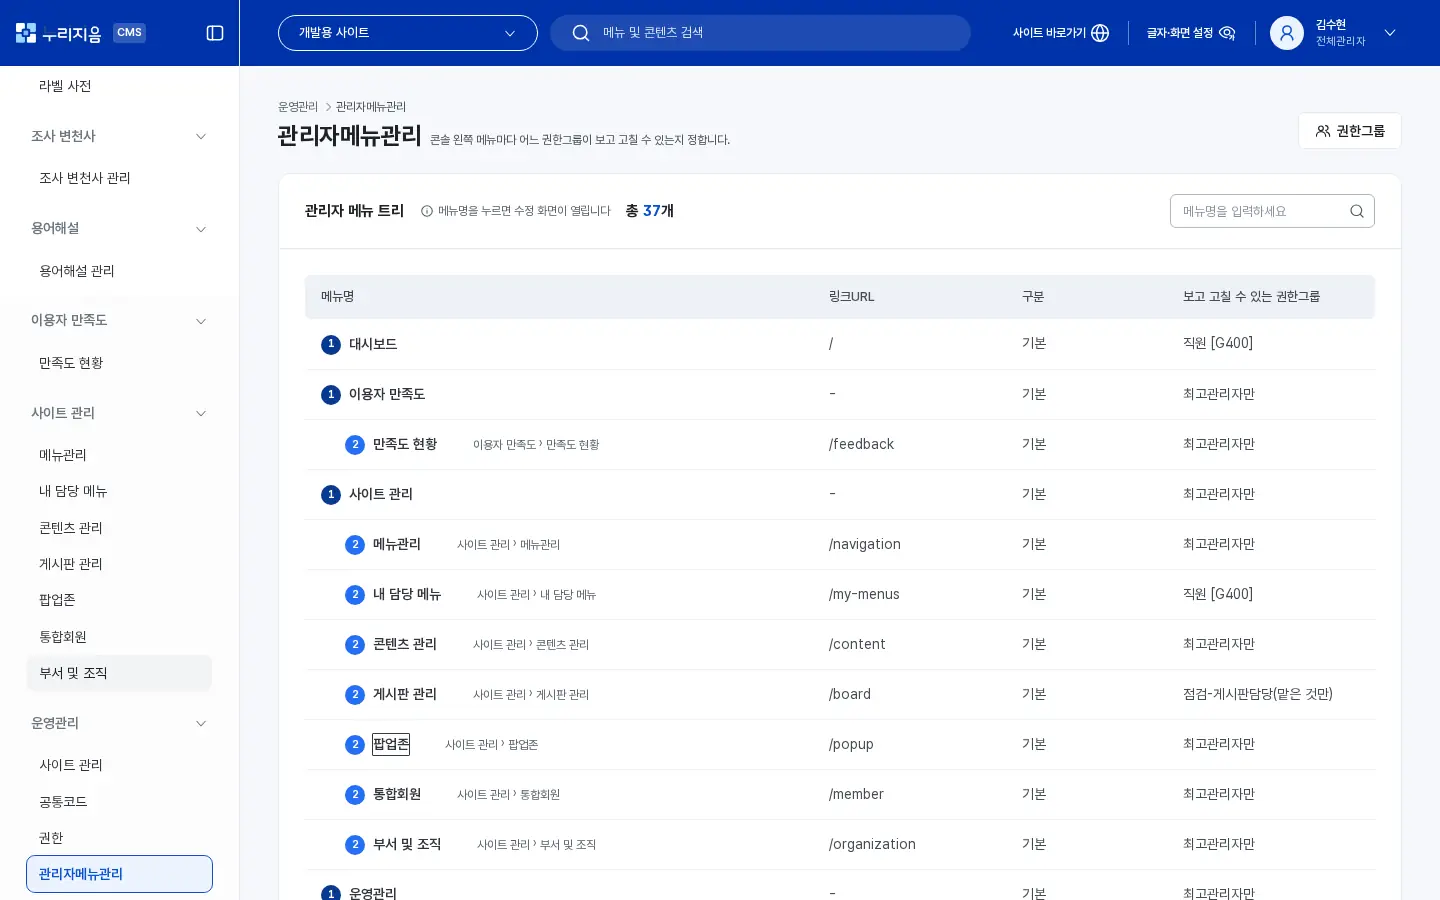 누리지음 CMS
개발용 사이트
메뉴 및 콘텐츠 검색
사이트 바로가기
글자·화면 설정
김수현
전체관리자
라벨 사전
조사 변천사
조사 변천사 관리
용어해설
용어해설 관리
이용자 만족도
만족도 현황
사이트 관리
메뉴관리
내 담당 메뉴
콘텐츠 관리
게시판 관리
팝업존
통합회원
부서 및 조직
운영관리
사이트 관리
공통코드
권한
관리자메뉴관리
운영관리 > 관리자메뉴관리
관리자메뉴관리 콘솔 왼쪽 메뉴마다 어느 권한그룹이 보고 고칠 수 있는지 정합니다.
권한그룹
관리자 메뉴 트리 메뉴명을 누르면 수정 화면이 열립니다 총 37개
메뉴명을 입력하세요
메뉴명 링크URL 구분 보고 고칠 수 있는 권한그룹
1 대시보드 / 기본 직원 [G400]
1 이용자 만족도 - 기본 최고관리자만
2 만족도 현황 이용자 만족도 › 만족도 현황 /feedback 기본 최고관리자만
1 사이트 관리 - 기본 최고관리자만
2 메뉴관리 사이트 관리 › 메뉴관리 /navigation 기본 최고관리자만
2 내 담당 메뉴 사이트 관리 › 내 담당 메뉴 /my-menus 기본 직원 [G400]
2 콘텐츠 관리 사이트 관리 › 콘텐츠 관리 /content 기본 최고관리자만
2 게시판 관리 사이트 관리 › 게시판 관리 /board 기본 점검-게시판담당(맡은 것만)
2 팝업존 사이트 관리 › 팝업존 /popup 기본 최고관리자만
2 통합회원 사이트 관리 › 통합회원 /member 기본 최고관리자만
2 부서 및 조직 사이트 관리 › 부서 및 조직 /organization 기본 최고관리자만
1 운영관리 - 기본 최고관리자만